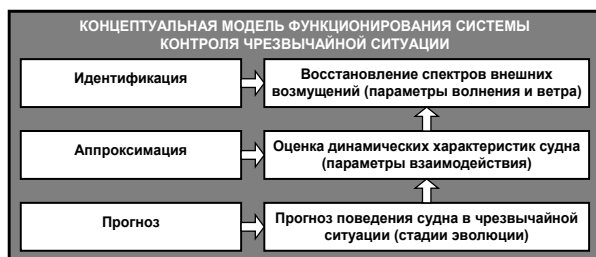 КОНЦЕПТУАЛЬНАЯ МОДЕЛЬ ФУНКЦИОНИРОВАНИЯ СИСТЕМЫ
КОНТРОЛЯ ЧРЕЗВЫЧАЙНОЙ СИТУАЦИИ
Идентификация
Восстановление спектров внешних
возмущений (параметры волнения и ветра)
Аппроксимация
Оценка динамических характеристик судна
(параметры взаимодействия)
Прогноз
Прогноз поведения судна в чрезвычайной
ситуации (стадии эволюции)